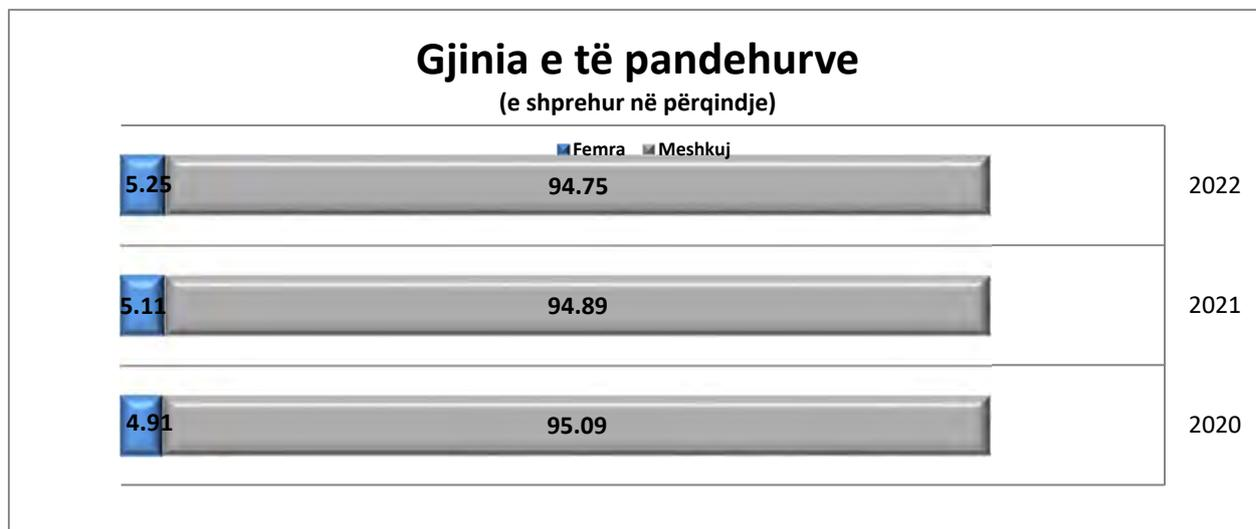 Gjinia e të pandehurve
(e shprehur në përqindje)
Femra Meshkuj
5.25 94.75 2022
5.11 94.89 2021
4.91 95.09 2020